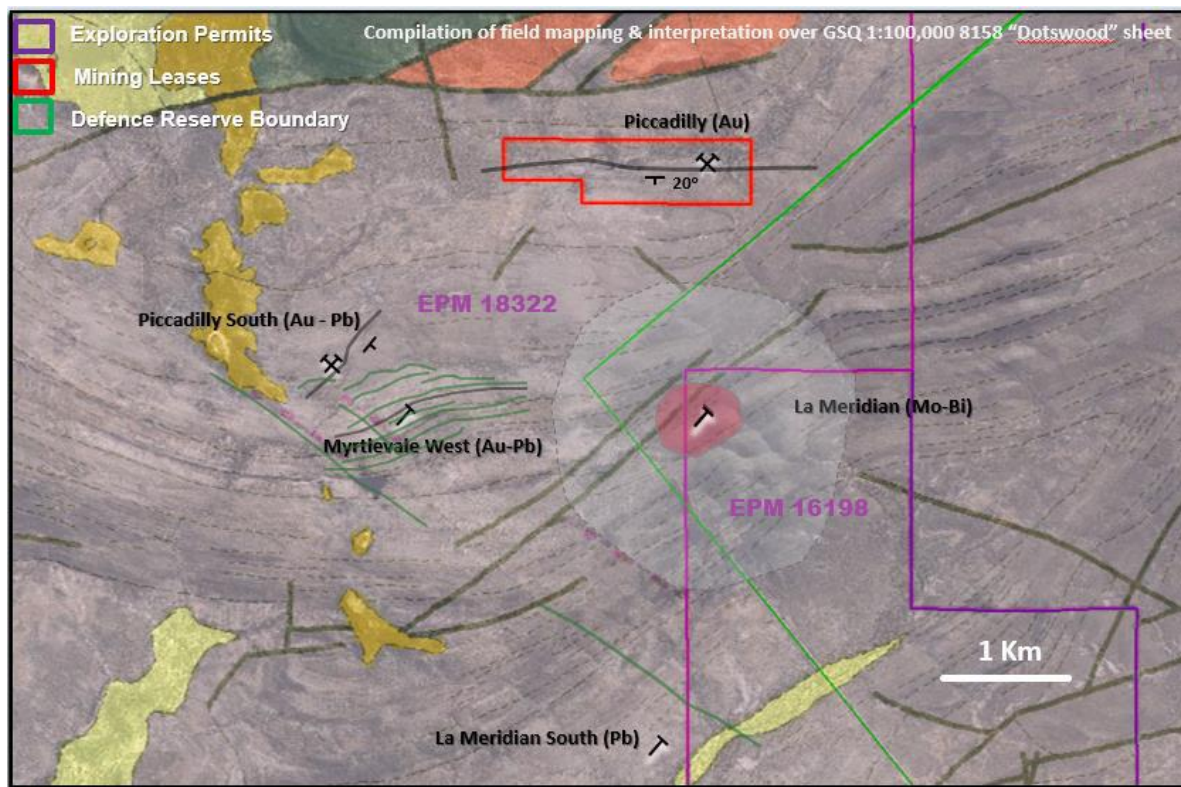 Exploration Permits
Compilation of field mapping & interpretation over GSQ 1:100,000 8158 “Dotswood” sheet
Mining Leases
Defence Reserve Boundary
Piccadilly (Au)
20°
EPM 18322
Piccadilly South (Au - Pb)
La Meridian (Mo-Bi)
Myrtlevale West (Au-Pb)
EPM 16198
1 Km
La Meridian South (Pb)